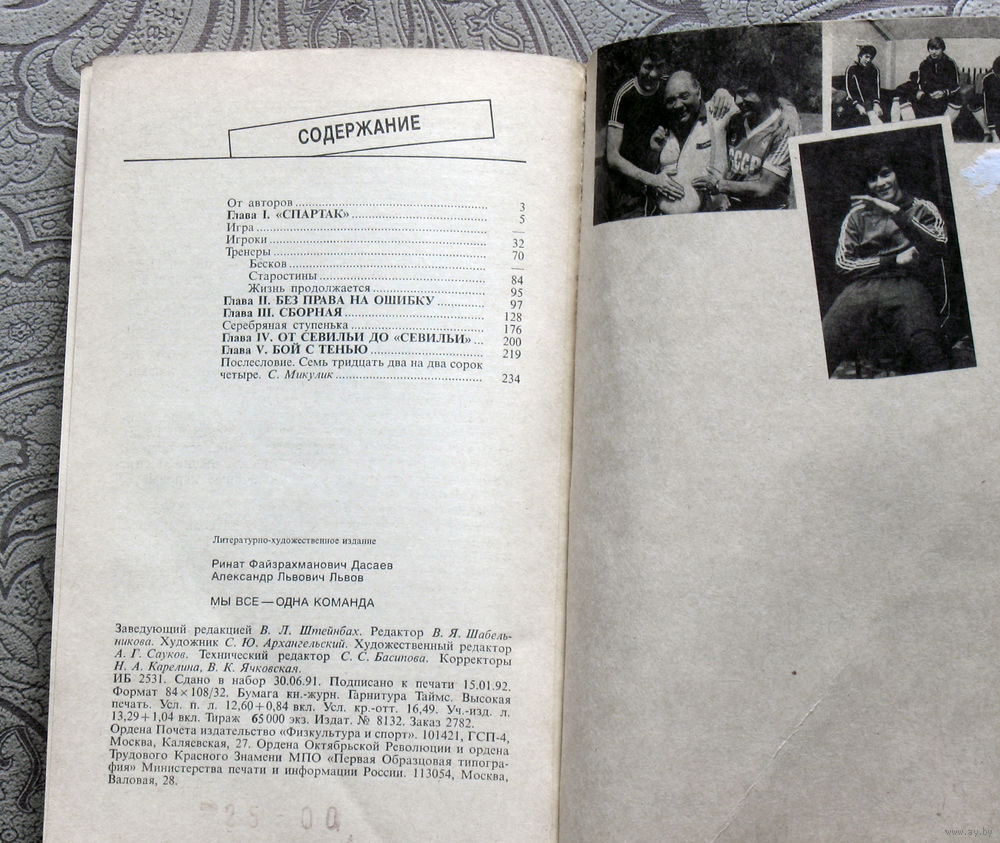 СОДЕРЖАНИЕ
От авторов 3
Глава I. «СПАРТАК» 5
Игра —
Игроки 32
Тренеры 70
Бесков —
Старостины 84
Жизнь продолжается 95
Глава II. БЕЗ ПРАВА НА ОШИБКУ 97
Глава III. СБОРНАЯ 128
Серебряная ступенька 176
Глава IV. ОТ СЕВИЛЬИ ДО «СЕВИЛЬИ» 200
Глава V. БОЙ С ТЕНЬЮ 219
Послесловие. Семь тридцать два на два сорок
четыре. С. Микулик 234
Литературно-художественное издание
Ринат Файзрахманович Дасаев
Александр Львович Львов
МЫ ВСЕ — ОДНА КОМАНДА
Заведующий редакцией В. Л. Штейнбах. Редактор В. Я. Шабель-
никова. Художник С. Ю. Архангельский. Художественный редактор
А. Г. Сауков. Технический редактор С. С. Басипова. Корректоры
Н. А. Карелина, В. К. Ячковская.
ИБ 2531. Сдано в набор 30.06.91. Подписано к печати 15.01.92.
Формат 84×108/32. Бумага кн.-журн. Гарнитура Таймс. Высокая
печать. Усл. п. л. 12,60+0,84 вкл. Усл. кр.-отт. 16,49. Уч.-изд. л.
13,29+1,04 вкл. Тираж 65 000 экз. Издат. № 8132. Заказ 2782.
Ордена Почета издательство «Физкультура и спорт». 101421, ГСП-4,
Москва, Каляевская, 27. Ордена Октябрьской Революции и ордена
Трудового Красного Знамени МПО «Первая Образцовая типогра-
фия» Министерства печати и информации России. 113054, Москва,
Валовая, 28.
25 00
СССР
www.ay.by